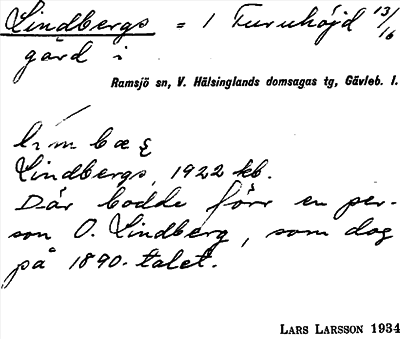 Lindbergs = 1 Furuhöjd 13/16
gård i
Ramsjö sn, V. Hälsinglands domsagas tg, Gävleb. l.
Lindbergs, 1922 kb.
Där bodde förr en per-
son O. Lindberg, som dog
på 1890-talet.
LARS LARSSON 1934